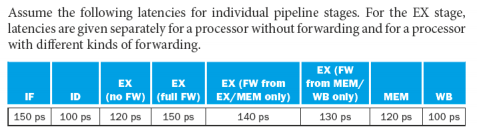 Assume the following latencies for individual pipeline stages. For the EX stage,
latencies are given separately for a processor without forwarding and for a processor
with different kinds of forwarding.
IF ID EX (no FW) EX (full FW) EX (FW from EX/MEM only) EX (FW from MEM/ WB only) MEM WB
150 ps 100 ps 120 ps 150 ps 140 ps 130 ps 120 ps 100 ps